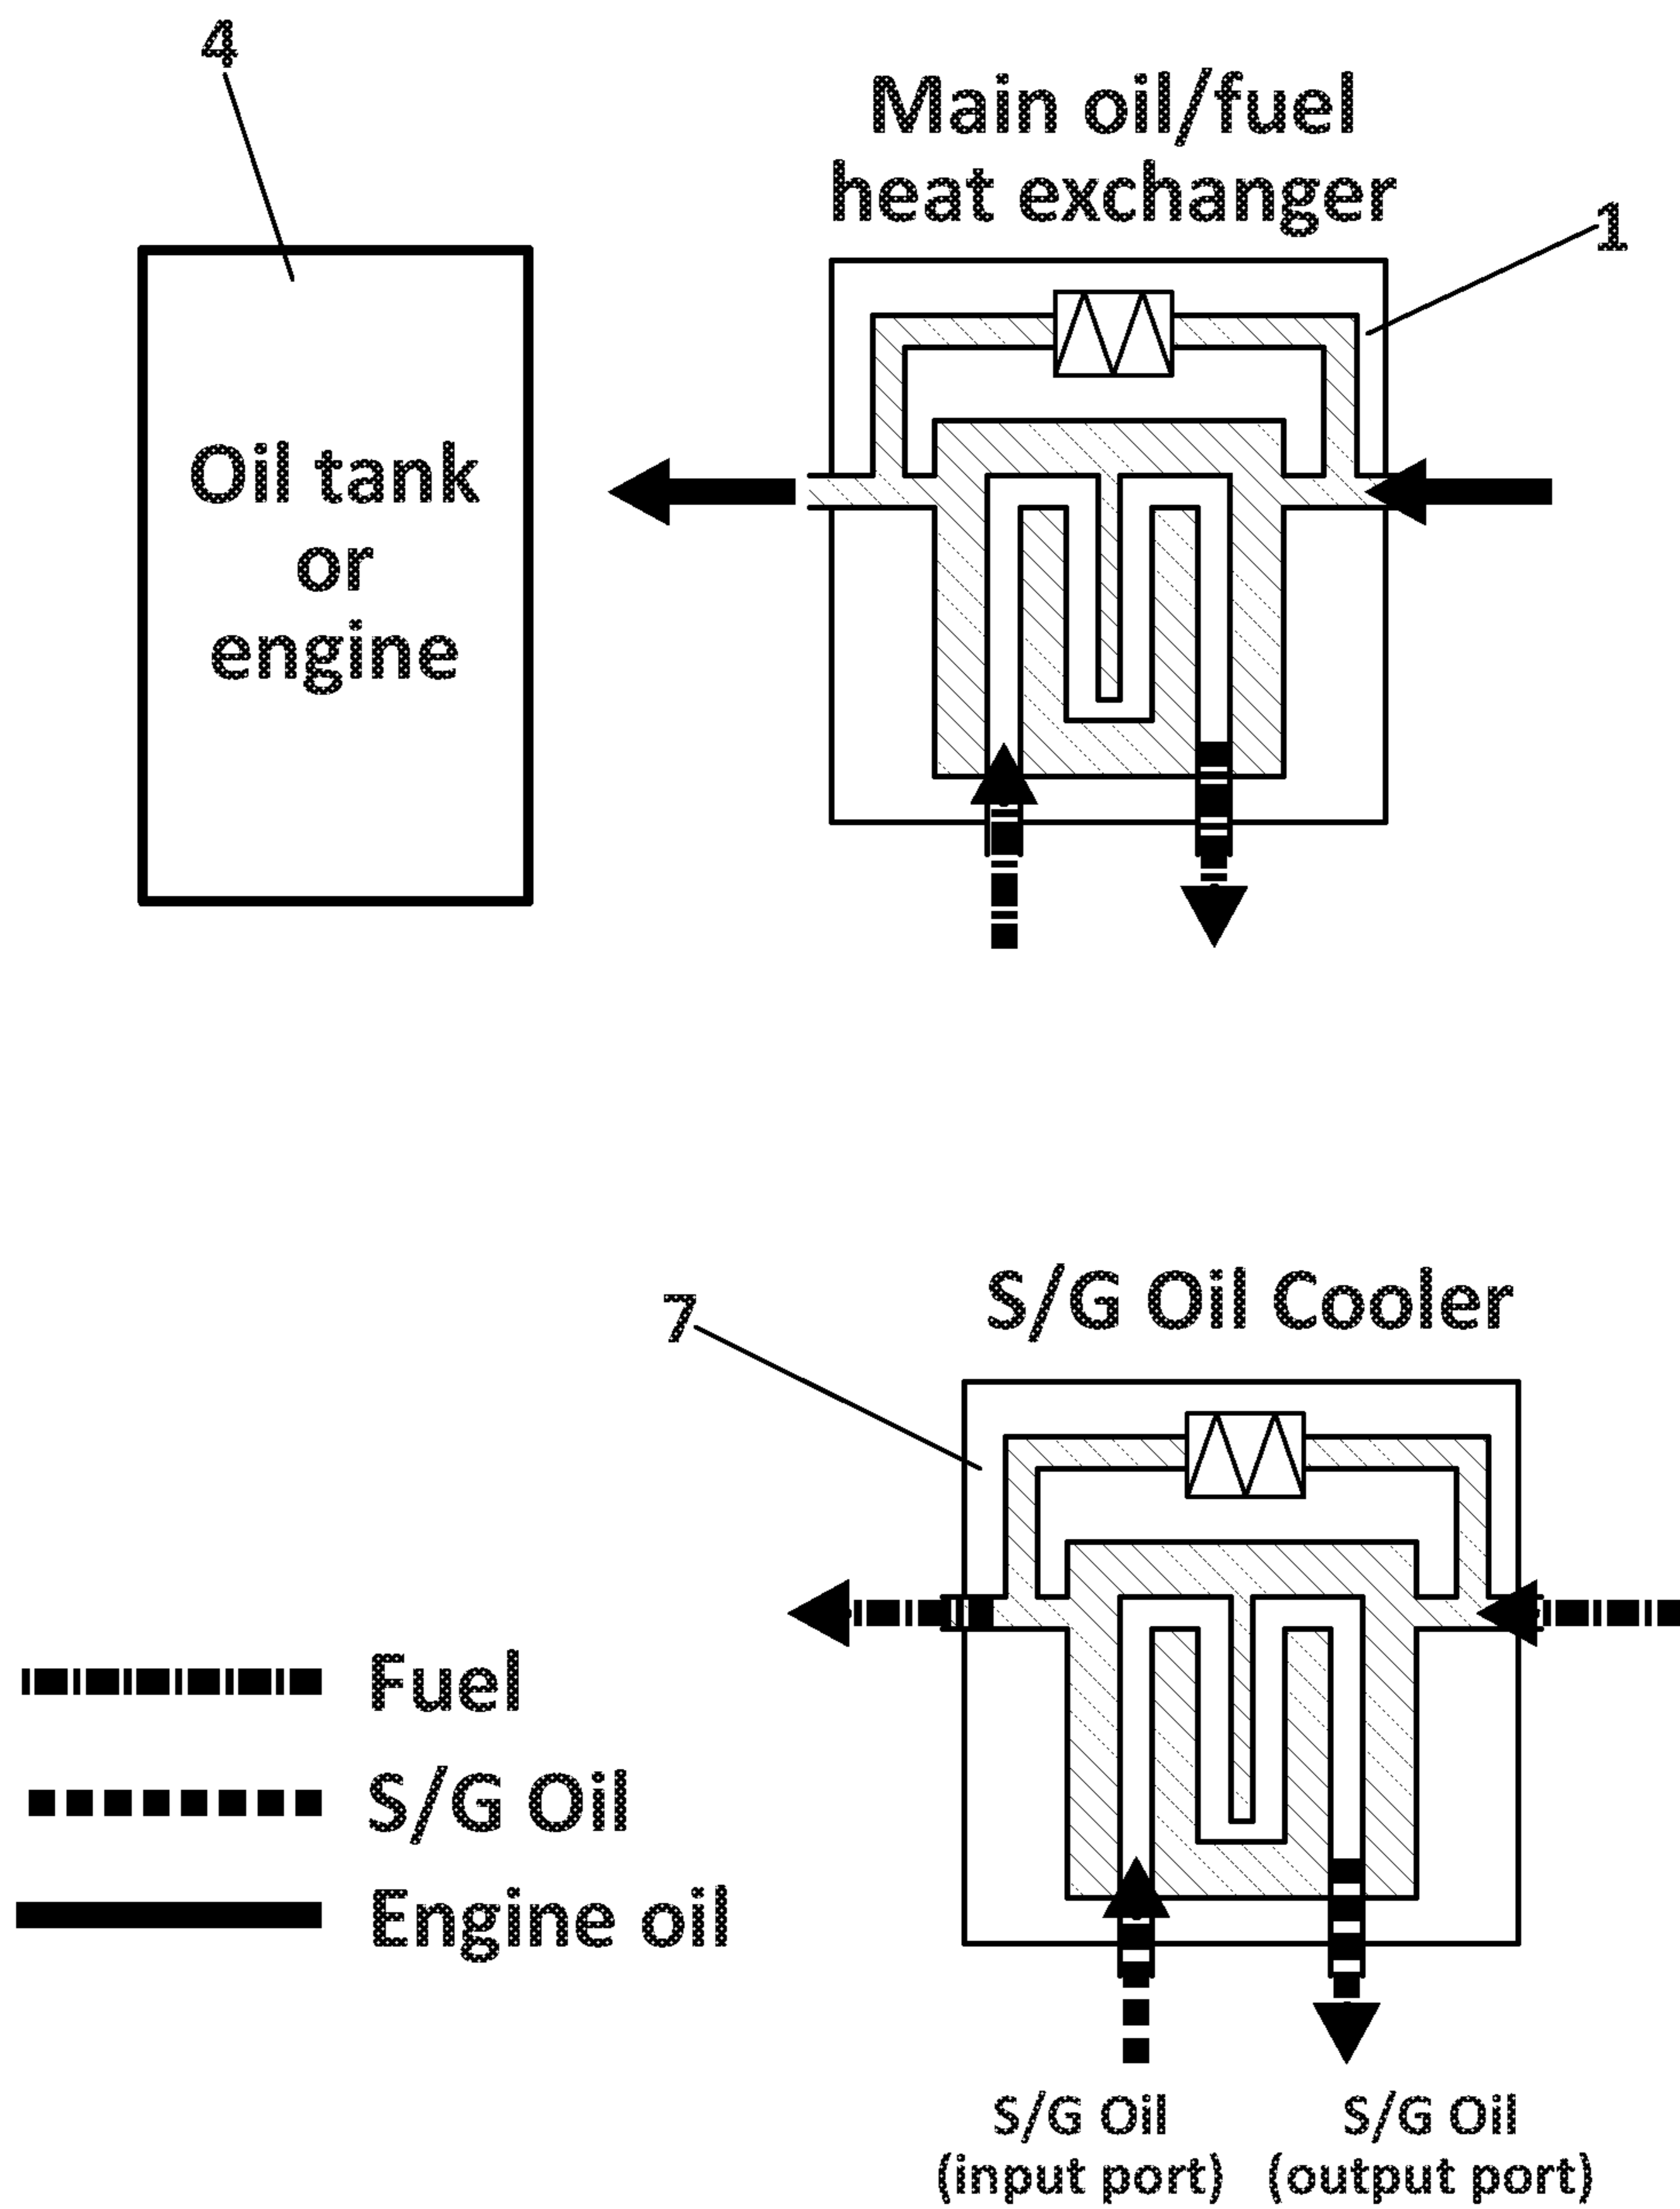 4
Main oil/fuel
heat exchanger
1
Oil tank
or
engine
S/G Oil Cooler
7
Fuel
S/G Oil
Engine oil
S/G Oil
(input port)
S/G Oil
(output port)